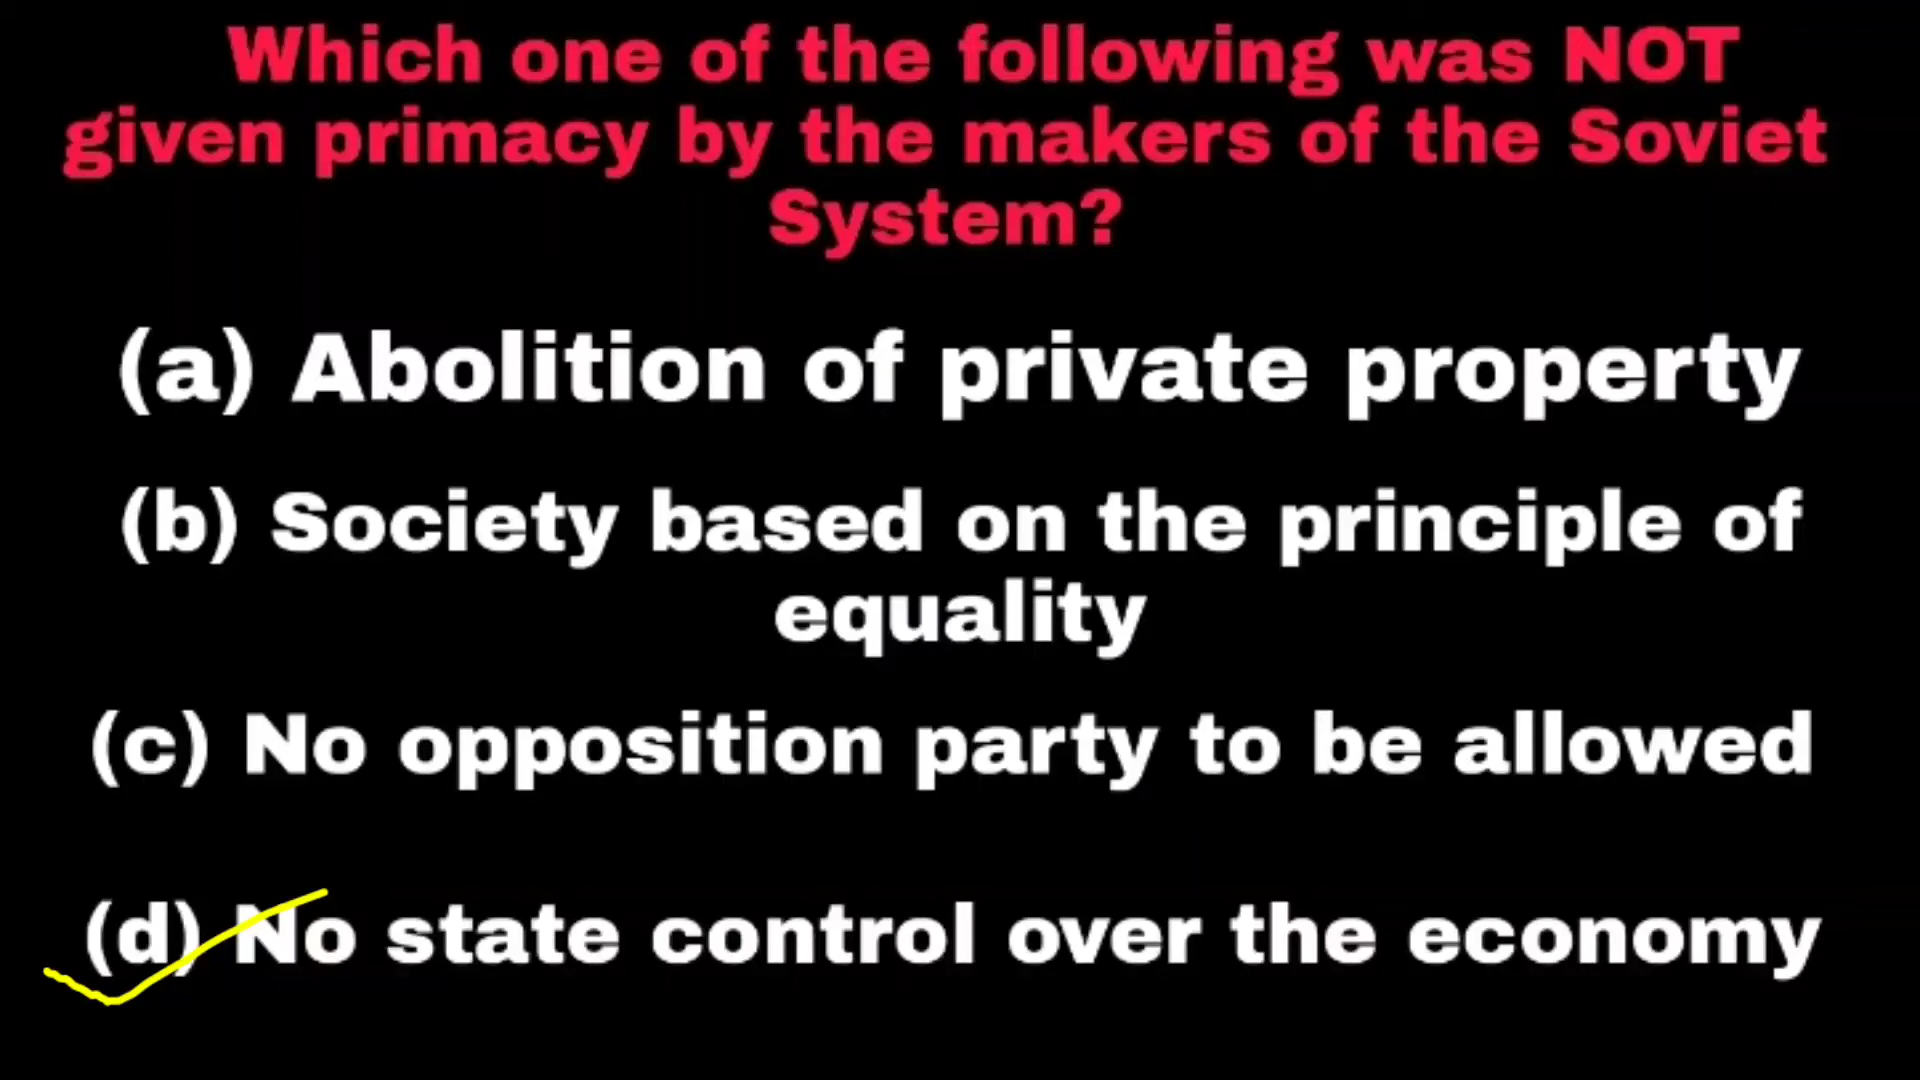 Which one of the following was NOT
given primacy by the makers of the Soviet
System?
(a) Abolition of private property
(b) Society based on the principle of
equality
(c) No opposition party to be allowed
(d) No state control over the economy